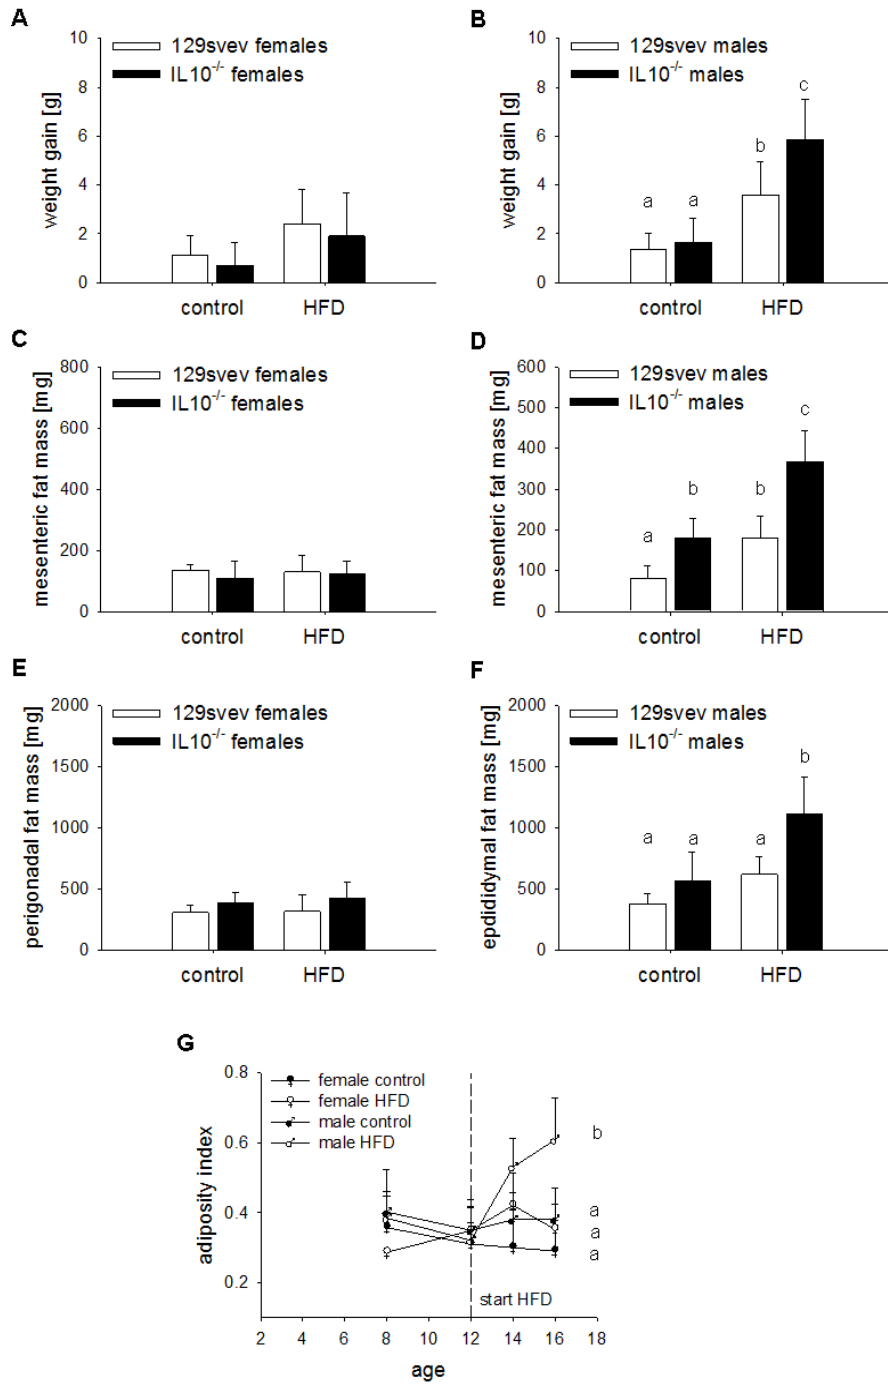 A
weight gain [g]
10
8
6
4
2
0
129svev females
IL10-/- females
control
HFD
B
weight gain [g]
10
8
6
4
2
0
129svev males
IL10-/- males
a
a
b
c
control
HFD
C
mesenteric fat mass [mg]
800
600
400
200
0
129svev females
IL10-/- females
control
HFD
D
mesenteric fat mass [mg]
600
500
400
300
200
100
0
129svev males
IL10-/- males
a
b
b
c
control
HFD
E
perigonadal fat mass [mg]
2000
1500
1000
500
0
129svev females
IL10-/- females
control
HFD
F
epdididymal fat mass [mg]
2000
1500
1000
500
0
129svev males
IL10-/- males
a
a
a
b
control
HFD
G
adiposity index
0.8
0.6
0.4
0.2
female control
female HFD
male control
male HFD
b
a
a
a
start HFD
2 4 6 8 10 12 14 16 18
age